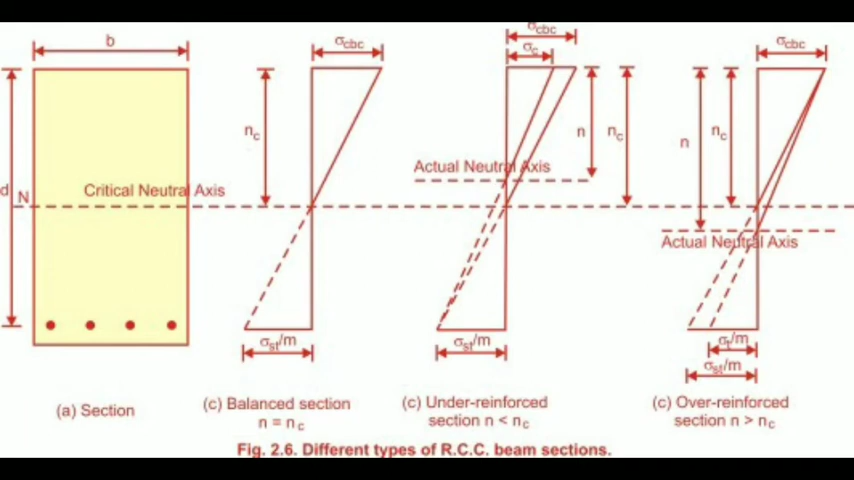 b
σcbc
σcbc
σc
σcbc
nc
n
nc
n
nc
d
Actual Neutral Axis
N
Critical Neutral Axis
Actual Neutral Axis
σst/m
σst/m
σt/m
σst/m
(a) Section
(c) Balanced section
n = nc
(c) Under-reinforced
section n < nc
(c) Over-reinforced
section n > nc
Fig. 2.6. Different types of R.C.C. beam sections.